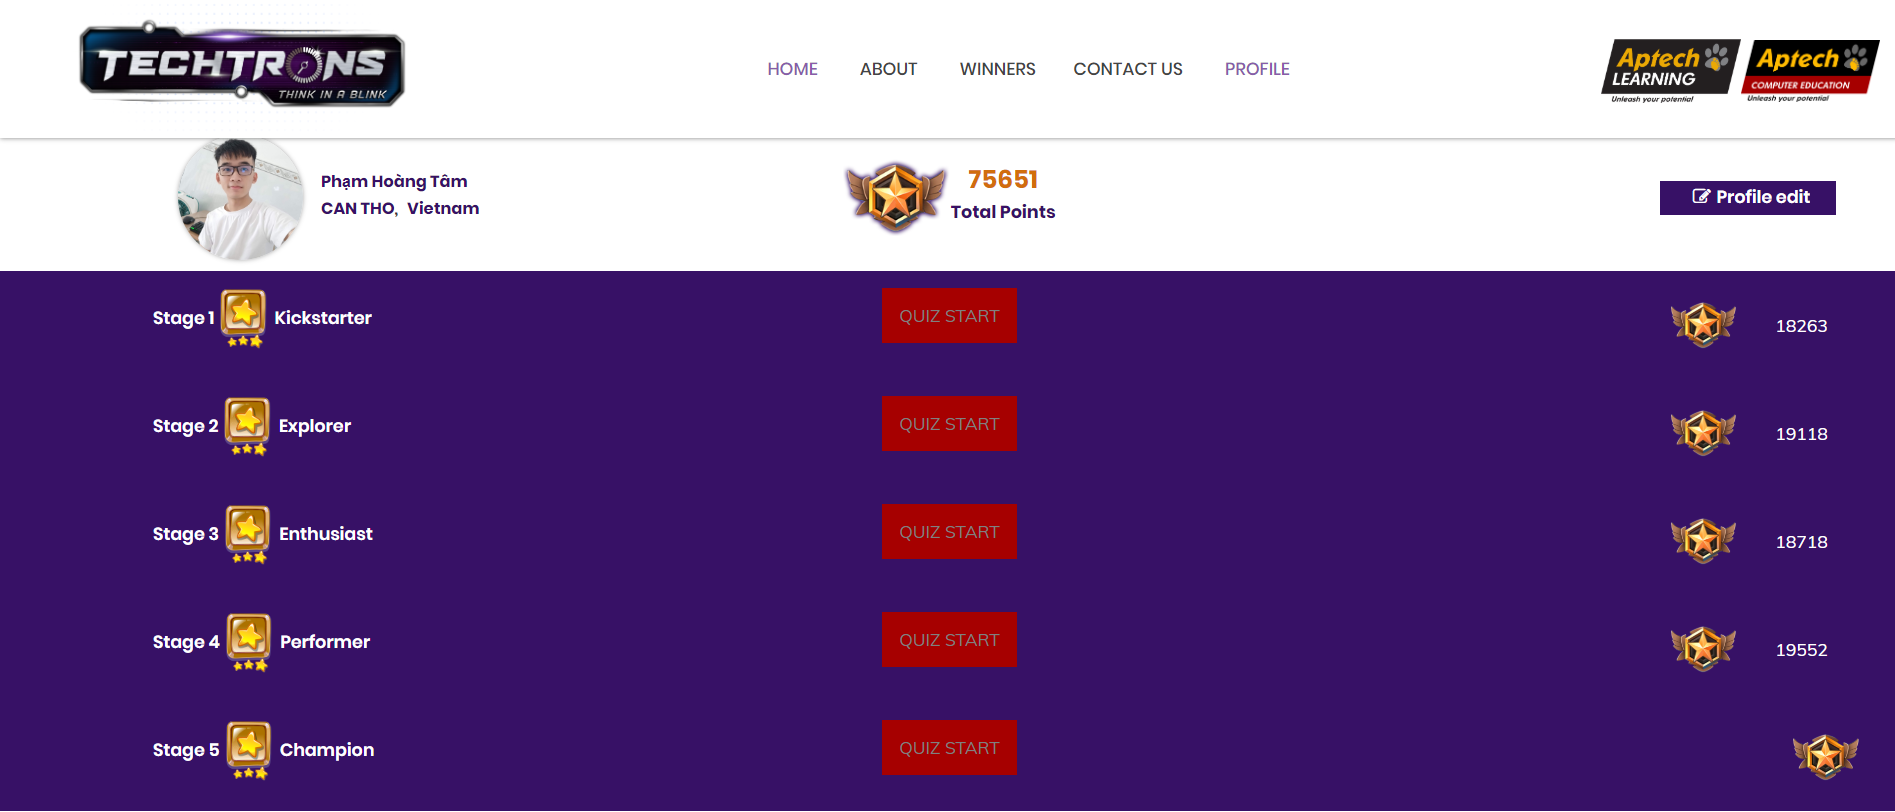 TECHTRONS
THINK IN A BLINK
HOME ABOUT WINNERS CONTACT US PROFILE
Aptech LEARNING
Unleash your potential
Aptech COMPUTER EDUCATION
Unleash your potential
Phạm Hoàng Tâm
CAN THO, Vietnam
75651
Total Points
Profile edit
Stage 1 Kickstarter QUIZ START 18263
Stage 2 Explorer QUIZ START 19118
Stage 3 Enthusiast QUIZ START 18718
Stage 4 Performer QUIZ START 19552
Stage 5 Champion QUIZ START